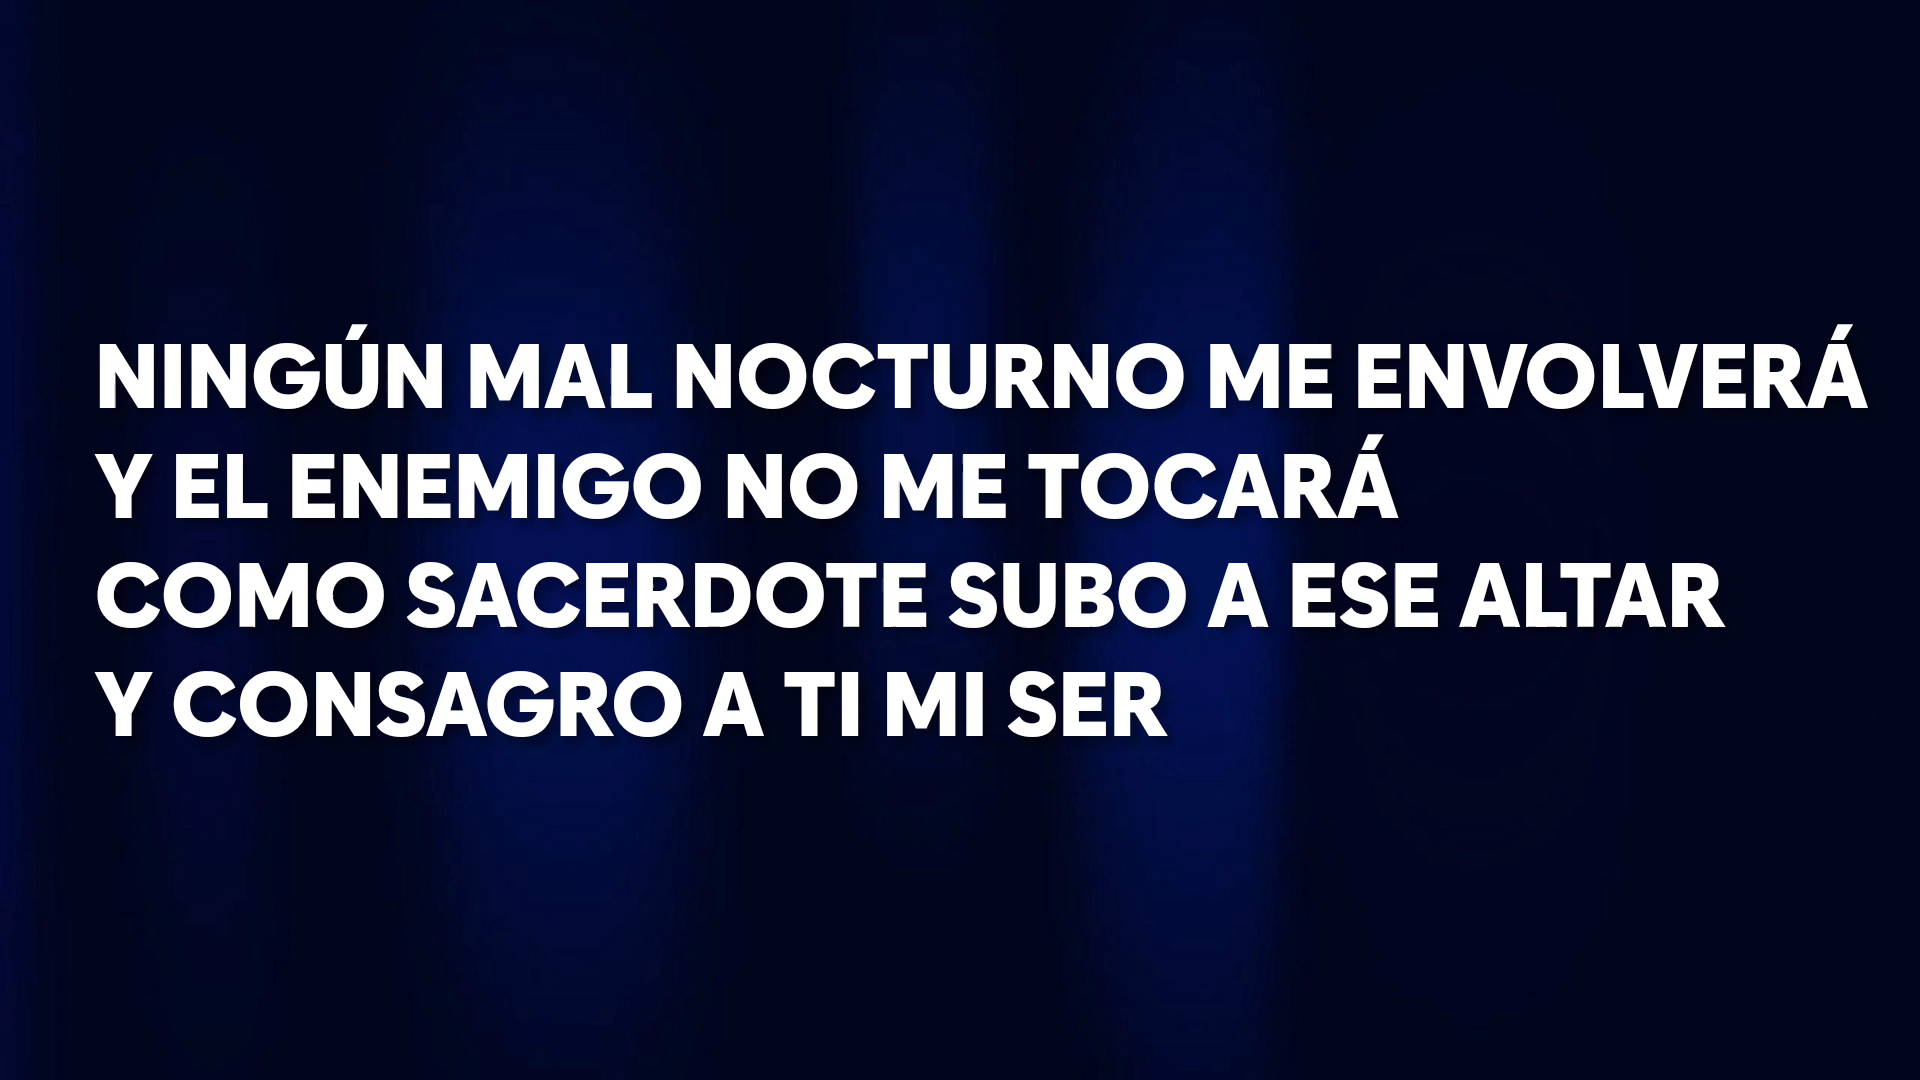 NINGÚN MAL NOCTURNO ME ENVOLVERÁ
Y EL ENEMIGO NO ME TOCARÁ
COMO SACERDOTE SUBO A ESE ALTAR
Y CONSAGRO A TI MI SER